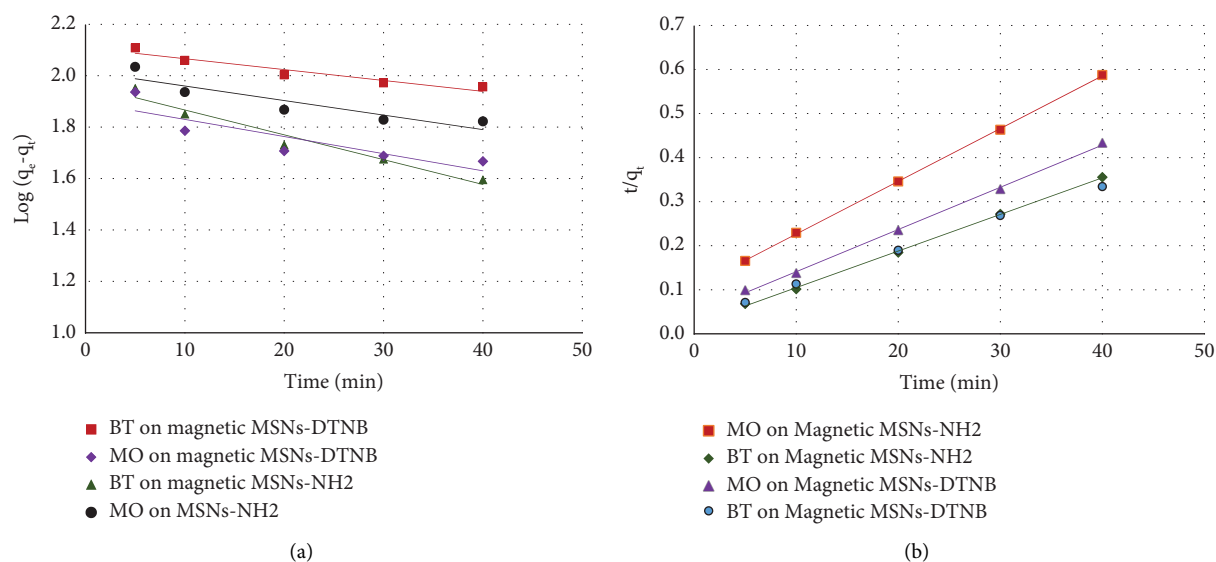 2.2
2.0
1.8
1.6
1.4
1.2
1.0
Log (qe-qt)
0 10 20 30 40 50
Time (min)
BT on magnetic MSNs-DTNB
MO on magnetic MSNs-DTNB
BT on magnetic MSNs-NH2
MO on MSNs-NH2
(a)
0.7
0.6
0.5
0.4
0.3
0.2
0.1
0.0
t/qt
0 10 20 30 40 50
Time (min)
MO on Magnetic MSNs-NH2
BT on Magnetic MSNs-NH2
MO on Magnetic MSNs-DTNB
BT on Magnetic MSNs-DTNB
(b)